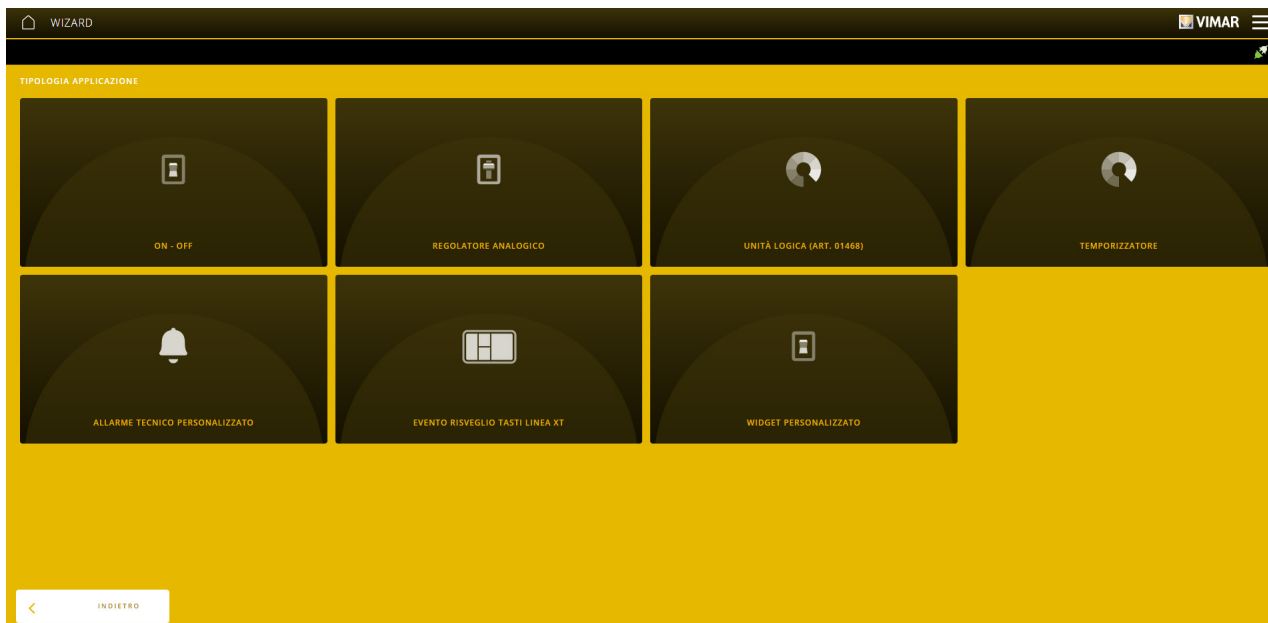 WIZARD
VIMAR
TIPOLOGIA APPLICAZIONE
ON - OFF
REGOLATORE ANALOGICO
UNITÀ LOGICA (ART. 01468)
TEMPORIZZATORE
ALLARME TECNICO PERSONALIZZATO
EVENTO RISVEGLIO TASTI LINEA XT
WIDGET PERSONALIZZATO
INDIETRO